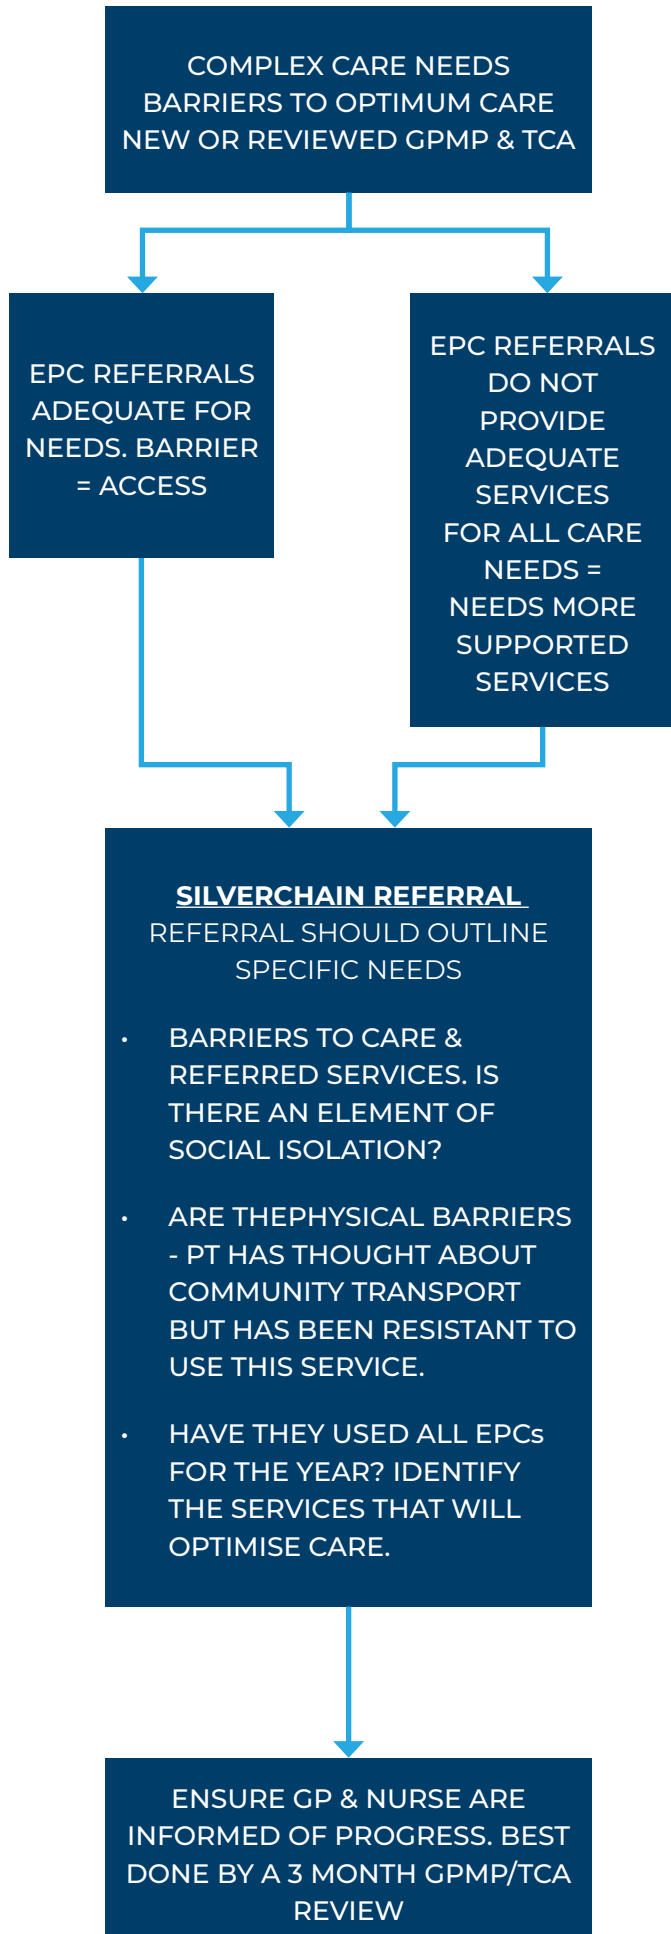 COMPLEX CARE NEEDS
BARRIERS TO OPTIMUM CARE
NEW OR REVIEWED GPMP & TCA
EPC REFERRALS
ADEQUATE FOR
NEEDS. BARRIER
= ACCESS
EPC REFERRALS
DO NOT
PROVIDE
ADEQUATE
SERVICES
FOR ALL CARE
NEEDS =
NEEDS MORE
SUPPORTED
SERVICES
SILVERCHAIN REFERRAL
REFERRAL SHOULD OUTLINE
SPECIFIC NEEDS
• BARRIERS TO CARE &
REFERRED SERVICES. IS
THERE AN ELEMENT OF
SOCIAL ISOLATION?
• ARE THEPHYSICAL BARRIERS
- PT HAS THOUGHT ABOUT
COMMUNITY TRANSPORT
BUT HAS BEEN RESISTANT TO
USE THIS SERVICE.
• HAVE THEY USED ALL EPCs
FOR THE YEAR? IDENTIFY
THE SERVICES THAT WILL
OPTIMISE CARE.
ENSURE GP & NURSE ARE
INFORMED OF PROGRESS. BEST
DONE BY A 3 MONTH GPMP/TCA
REVIEW